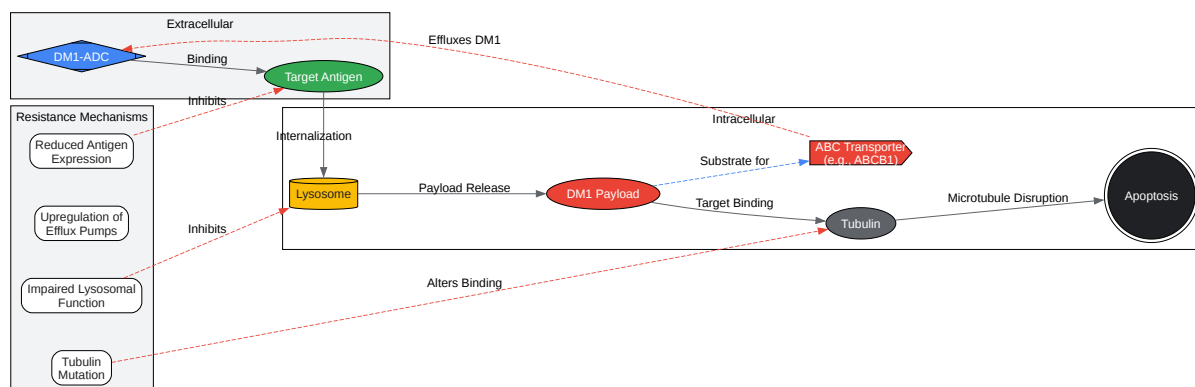 Extracellular
Effluxes DM1
DM1-ADC
Binding
Target Antigen
Inhibits
Resistance Mechanisms
Reduced Antigen
Expression
Internalization
Intracellular
ABC Transporter
(e.g., ABCB1)
Substrate for
Lysosome
Payload Release
DM1 Payload
Target Binding
Tubulin
Microtubule Disruption
Apoptosis
Upregulation of
Efflux Pumps
Inhibits
Impaired Lysosomal
Function
Alters Binding
Tubulin
Mutation